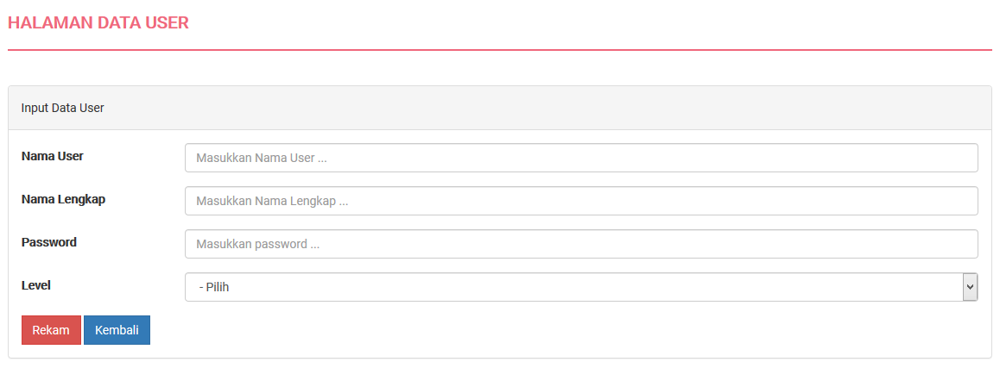 HALAMAN DATA USER
Input Data User
Nama User
Masukkan Nama User ...
Nama Lengkap
Masukkan Nama Lengkap ...
Password
Masukkan password ...
Level
- Pilih
Rekam Kembali